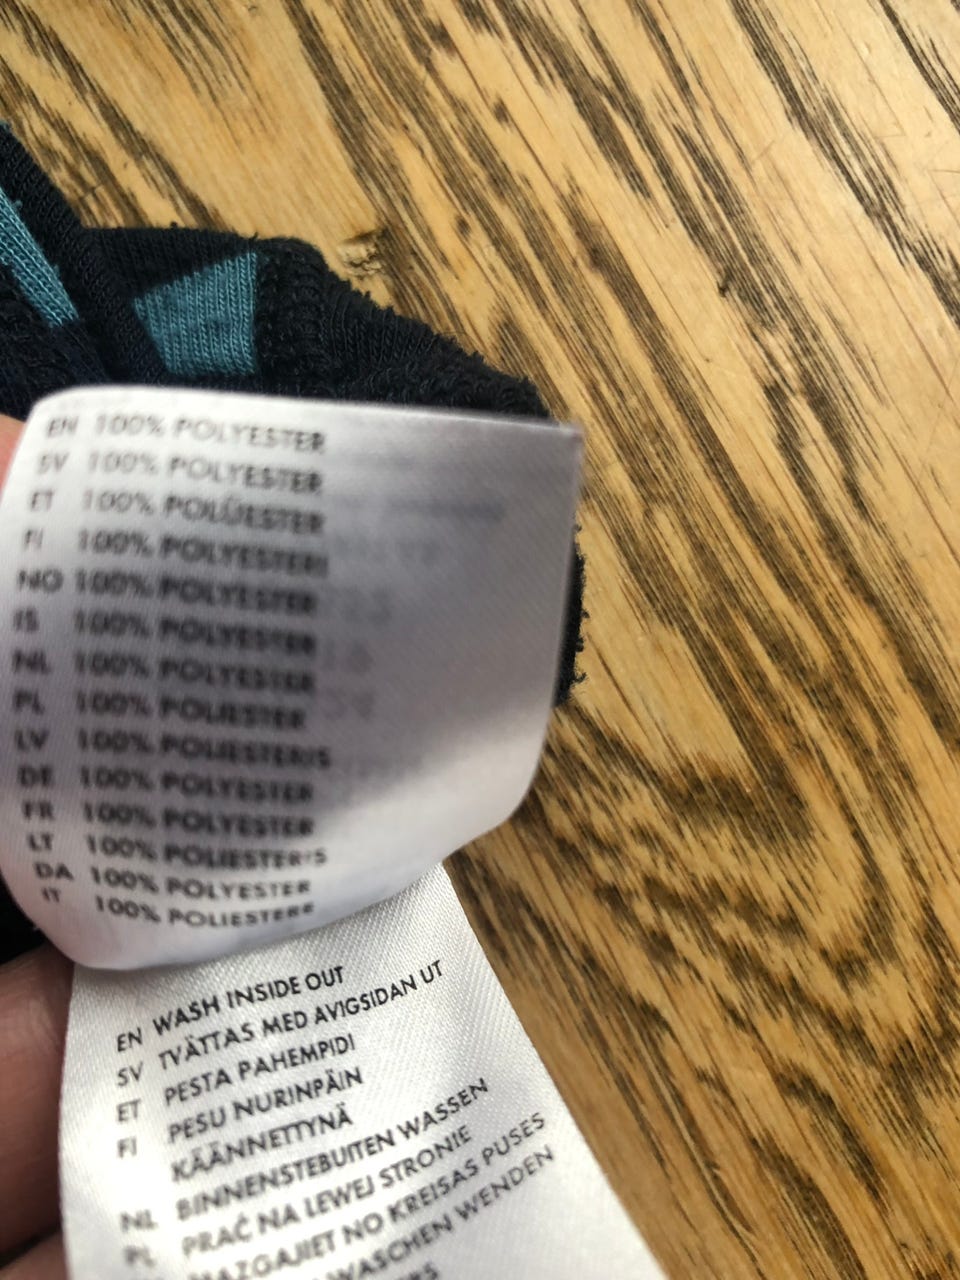 EN 100% POLYESTER
SV 100% POLYESTER
ET 100% POLÜESTER
FI 100% POLYESTERI
NO 100% POLYESTER
IS 100% POLYESTER
NL 100% POLYESTER
PL 100% POLIESTER
LV 100% POLIESTERIS
DE 100% POLYESTER
FR 100% POLYESTER
LT 100% POLIESTERIS
DA 100% POLYESTER
IT 100% POLIESTERE
EN WASH INSIDE OUT
SV TVÄTTAS MED AVIGSIDAN UT
ET PESTA PAHEMPIDI
FI PESU NURINPÄIN
KÄÄNNETTYNÄ
NL BINNENSTEBUITEN WASSEN
PL PRAĆ NA LEWEJ STRONIE
MAZGAJIET NO KREISAS PUSES
WASCHEN WENDEN